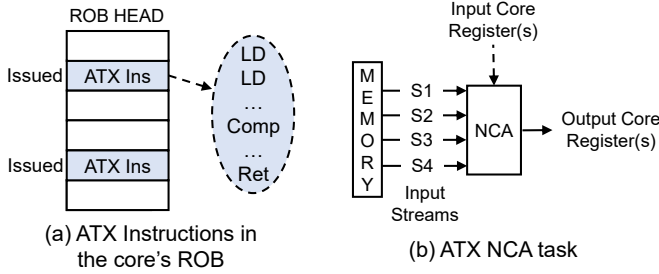 ROB HEAD
Issued
ATX Ins
Issued
ATX Ins
LD
LD
...
Comp
...
Ret
(a) ATX Instructions in
the core's ROB
Input Core
Register(s)
MEMORY
S1
S2
S3
S4
Input
Streams
NCA
Output Core
Register(s)
(b) ATX NCA task